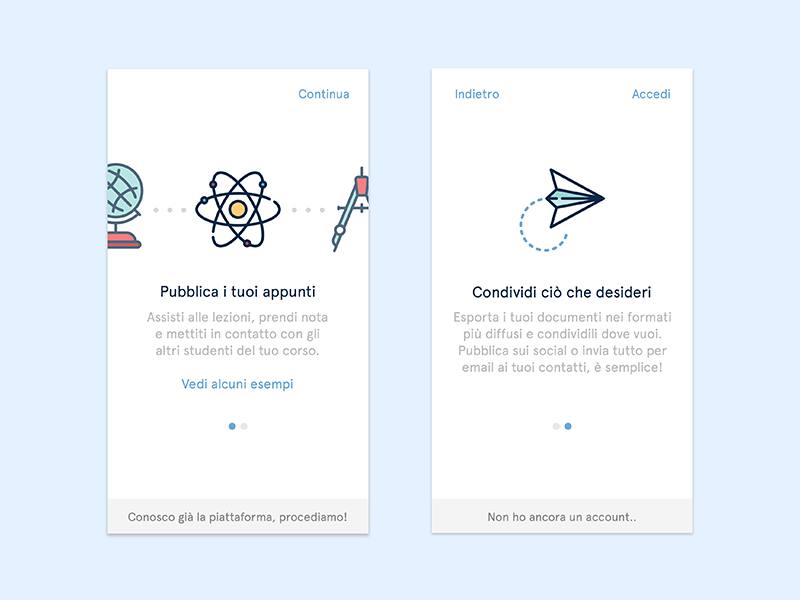 Continua
Pubblica i tuoi appunti
Assisti alle lezioni, prendi nota
e mettiti in contatto con gli
altri studenti del tuo corso.
Vedi alcuni esempi
Conosco già la piattaforma, procediamo!
Indietro
Accedi
Condividi ciò che desideri
Esporta i tuoi documenti nei formati
più diffusi e condividili dove vuoi.
Pubblica sui social o invia tutto per
email ai tuoi contatti, è semplice!
Non ho ancora un account..